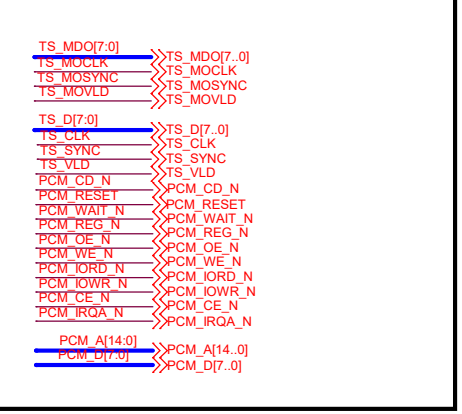 TS_MDO[7:0] TS_MDO[7..0]
TS_MOCLK TS_MOCLK
TS_MOSYNC TS_MOSYNC
TS_MOVLD TS_MOVLD
TS_D[7:0] TS_D[7..0]
TS_CLK TS_CLK
TS_SYNC TS_SYNC
TS_VLD TS_VLD
PCM_CD_N PCM_CD_N
PCM_RESET PCM_RESET
PCM_WAIT_N PCM_WAIT_N
PCM_REG_N PCM_REG_N
PCM_OE_N PCM_OE_N
PCM_WE_N PCM_WE_N
PCM_IORD_N PCM_IORD_N
PCM_IOWR_N PCM_IOWR_N
PCM_CE_N PCM_CE_N
PCM_IRQA_N PCM_IRQA_N
PCM_A[14:0] PCM_A[14..0]
PCM_D[7:0] PCM_D[7..0]